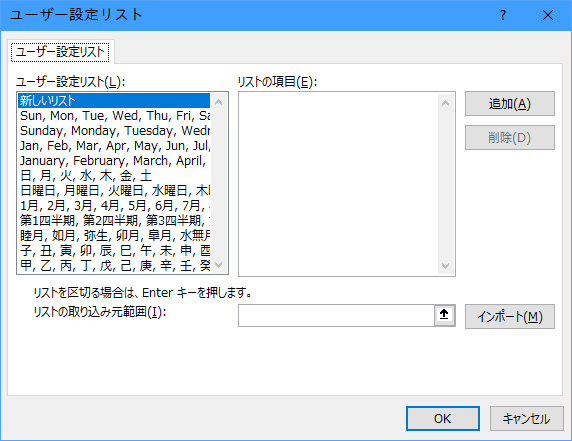 ユーザー設定リスト
?
ユーザー設定リスト
ユーザー設定リスト(L):
リストの項目(E):
新しいリスト
Sun, Mon, Tue, Wed, Thu, Fri, Sa
Sunday, Monday, Tuesday, Wedn
Jan, Feb, Mar, Apr, May, Jun, Jul,
January, February, March, April,
日, 月, 火, 水, 木, 金, 土
日曜日, 月曜日, 火曜日, 水曜日, 木曜
1月, 2月, 3月, 4月, 5月, 6月, 7月,
第1四半期, 第2四半期, 第3四半期,
睦月, 如月, 弥生, 卯月, 皐月, 水無月
子, 丑, 寅, 卯, 辰, 巳, 午, 未, 申, 酉
甲, 乙, 丙, 丁, 戊, 己, 庚, 辛, 壬, 癸
追加(A)
削除(D)
リストを区切る場合は、Enter キーを押します。
リストの取り込み元範囲(I):
インポート(M)
OK
キャンセル